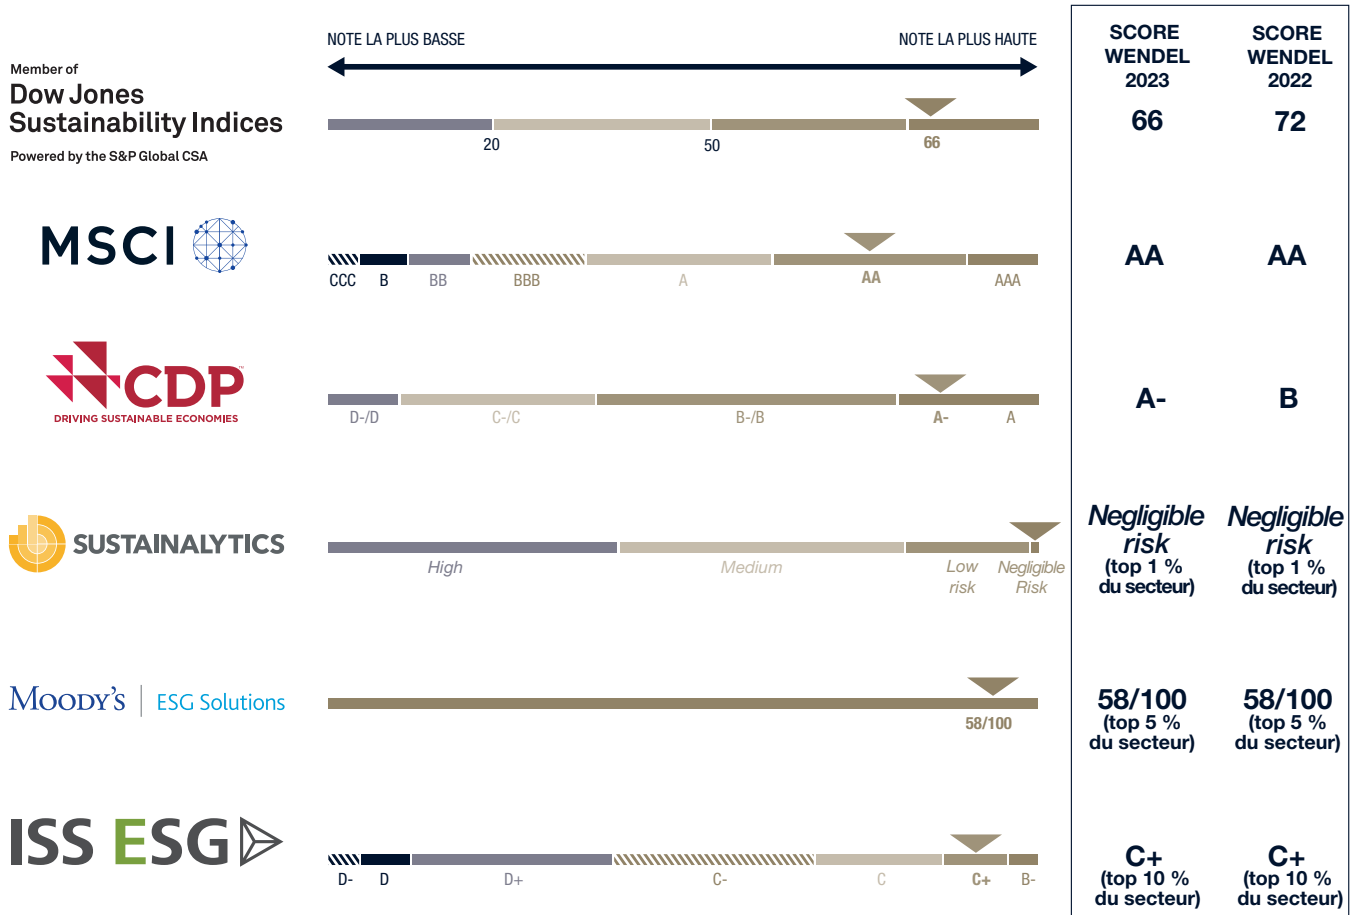 NOTE LA PLUS BASSE
NOTE LA PLUS HAUTE
SCORE
WENDEL
2023
SCORE
WENDEL
2022
Member of
Dow Jones
Sustainability Indices
Powered by the S&P Global CSA
20
50
66
66
72
MSCI
CCC
B
BB
BBB
A
AA
AAA
AA
AA
CDP
DRIVING SUSTAINABLE ECONOMIES
D-/D
C-/C
B-/B
A-
A
A-
B
SUSTAINALYTICS
High
Medium
Low
risk
Negligible
Risk
Negligible
risk
(top 1 %
du secteur)
Negligible
risk
(top 1 %
du secteur)
MOODY'S | ESG Solutions
58/100
58/100
(top 5 %
du secteur)
58/100
(top 5 %
du secteur)
ISS ESG
D-
D
D+
C-
C
C+
B-
C+
(top 10 %
du secteur)
C+
(top 10 %
du secteur)